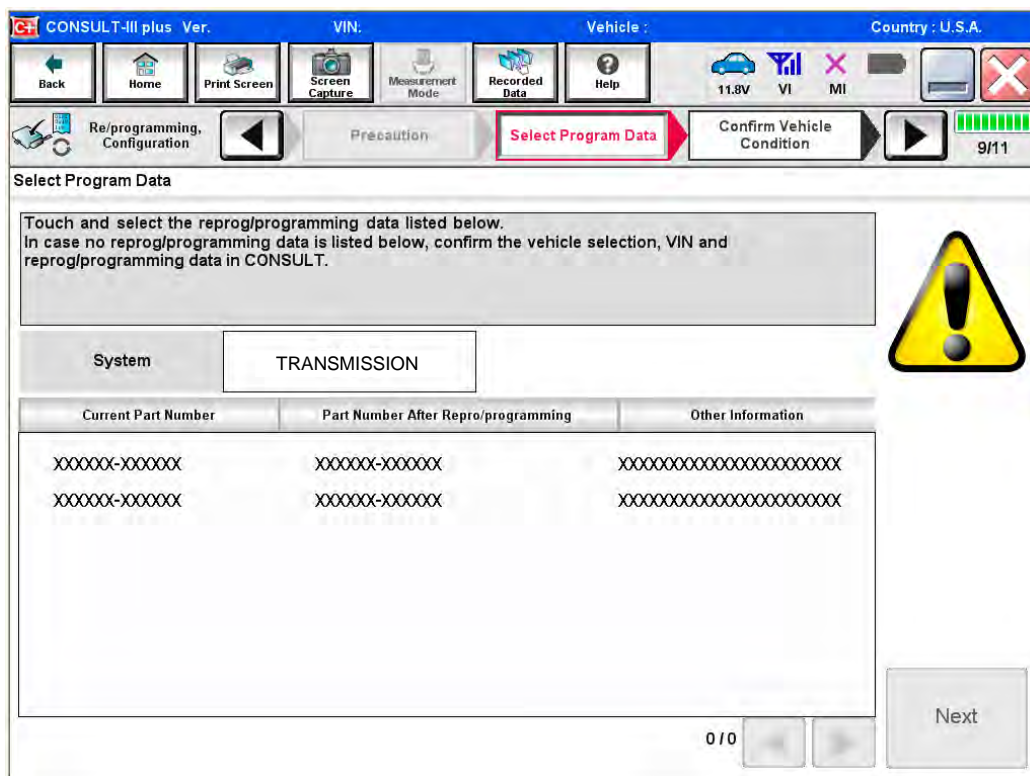 C+ CONSULT-III plus Ver. VIN: Vehicle : Country : U.S.A.
Back Home Print Screen Screen Capture Measurement Mode Recorded Data Help 11.8V VI MI
Re/programming, Configuration Precaution Select Program Data Confirm Vehicle Condition 9/11
Select Program Data
Touch and select the reprog/programming data listed below.
In case no reprog/programming data is listed below, confirm the vehicle selection, VIN and
reprog/programming data in CONSULT.
System TRANSMISSION
Current Part Number Part Number After Repro/programming Other Information
XXXXXX-XXXXXX XXXXXX-XXXXXX XXXXXXXXXXXXXXXXXXXXXX
XXXXXX-XXXXXX XXXXXX-XXXXXX XXXXXXXXXXXXXXXXXXXXXX
Next
0/0